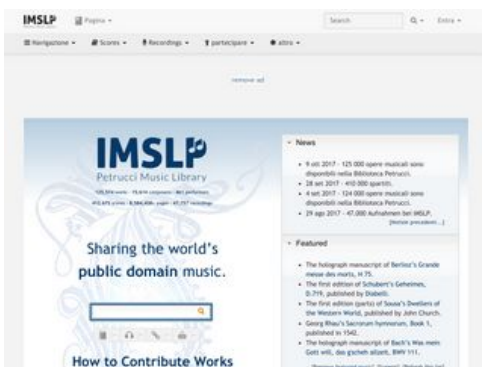 IMSLP Pagina Search Entra
Navigazione Scores Recordings partecipare altro
remove ad
IMSLP
Petrucci Music Library
Sharing the world's
public domain music.
How to Contribute Works
News
9 ott 2017 - 125 000 opere musicali sono
disponibili nella Biblioteca Petrucci.
28 set 2017 - 410 000 spartiti.
4 set 2017 - 124 000 opere musicali sono
disponibili nella Biblioteca Petrucci.
29 ago 2017 - 47.000 Aufnahmen bei IMSLP.
Featured
The holograph manuscript of Berlioz's Grande
messe des morts, H.75.
The first edition of Schubert's Geheimes,
D.719, published by Diabelli.
The first edition (parts) of Sousa's Dwellers of
the Western World, published by John Church.
Georg Rhau's Sacrorum hymnorum, Book 1,
published in 1542.
The holograph manuscript of Bach's Was mein
Gott will, das gscheh allzeit, BWV 111.